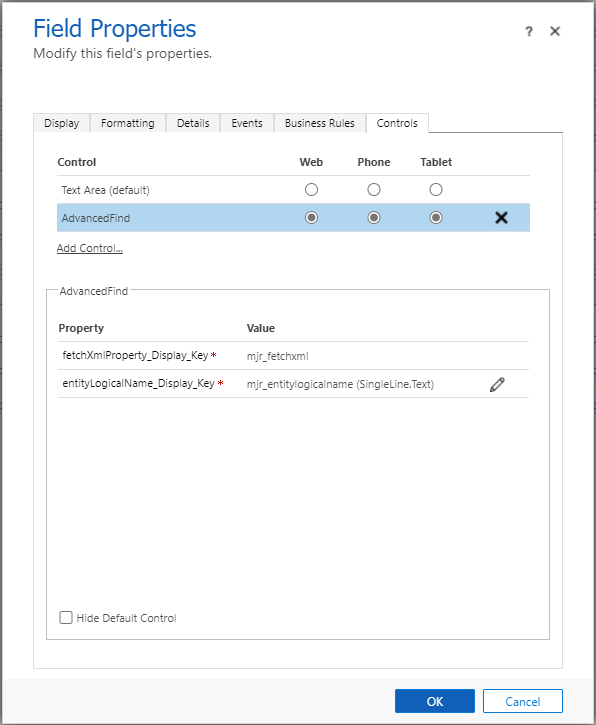 Field Properties
?
Modify this field's properties.
Display Formatting Details Events Business Rules Controls
Control Web Phone Tablet
Text Area (default)
AdvancedFind
Add Control...
AdvancedFind
Property Value
fetchXmlProperty_Display_Key * mjr_fetchxml
entityLogicalName_Display_Key * mjr_entitylogicalname (SingleLine.Text)
Hide Default Control
OK Cancel